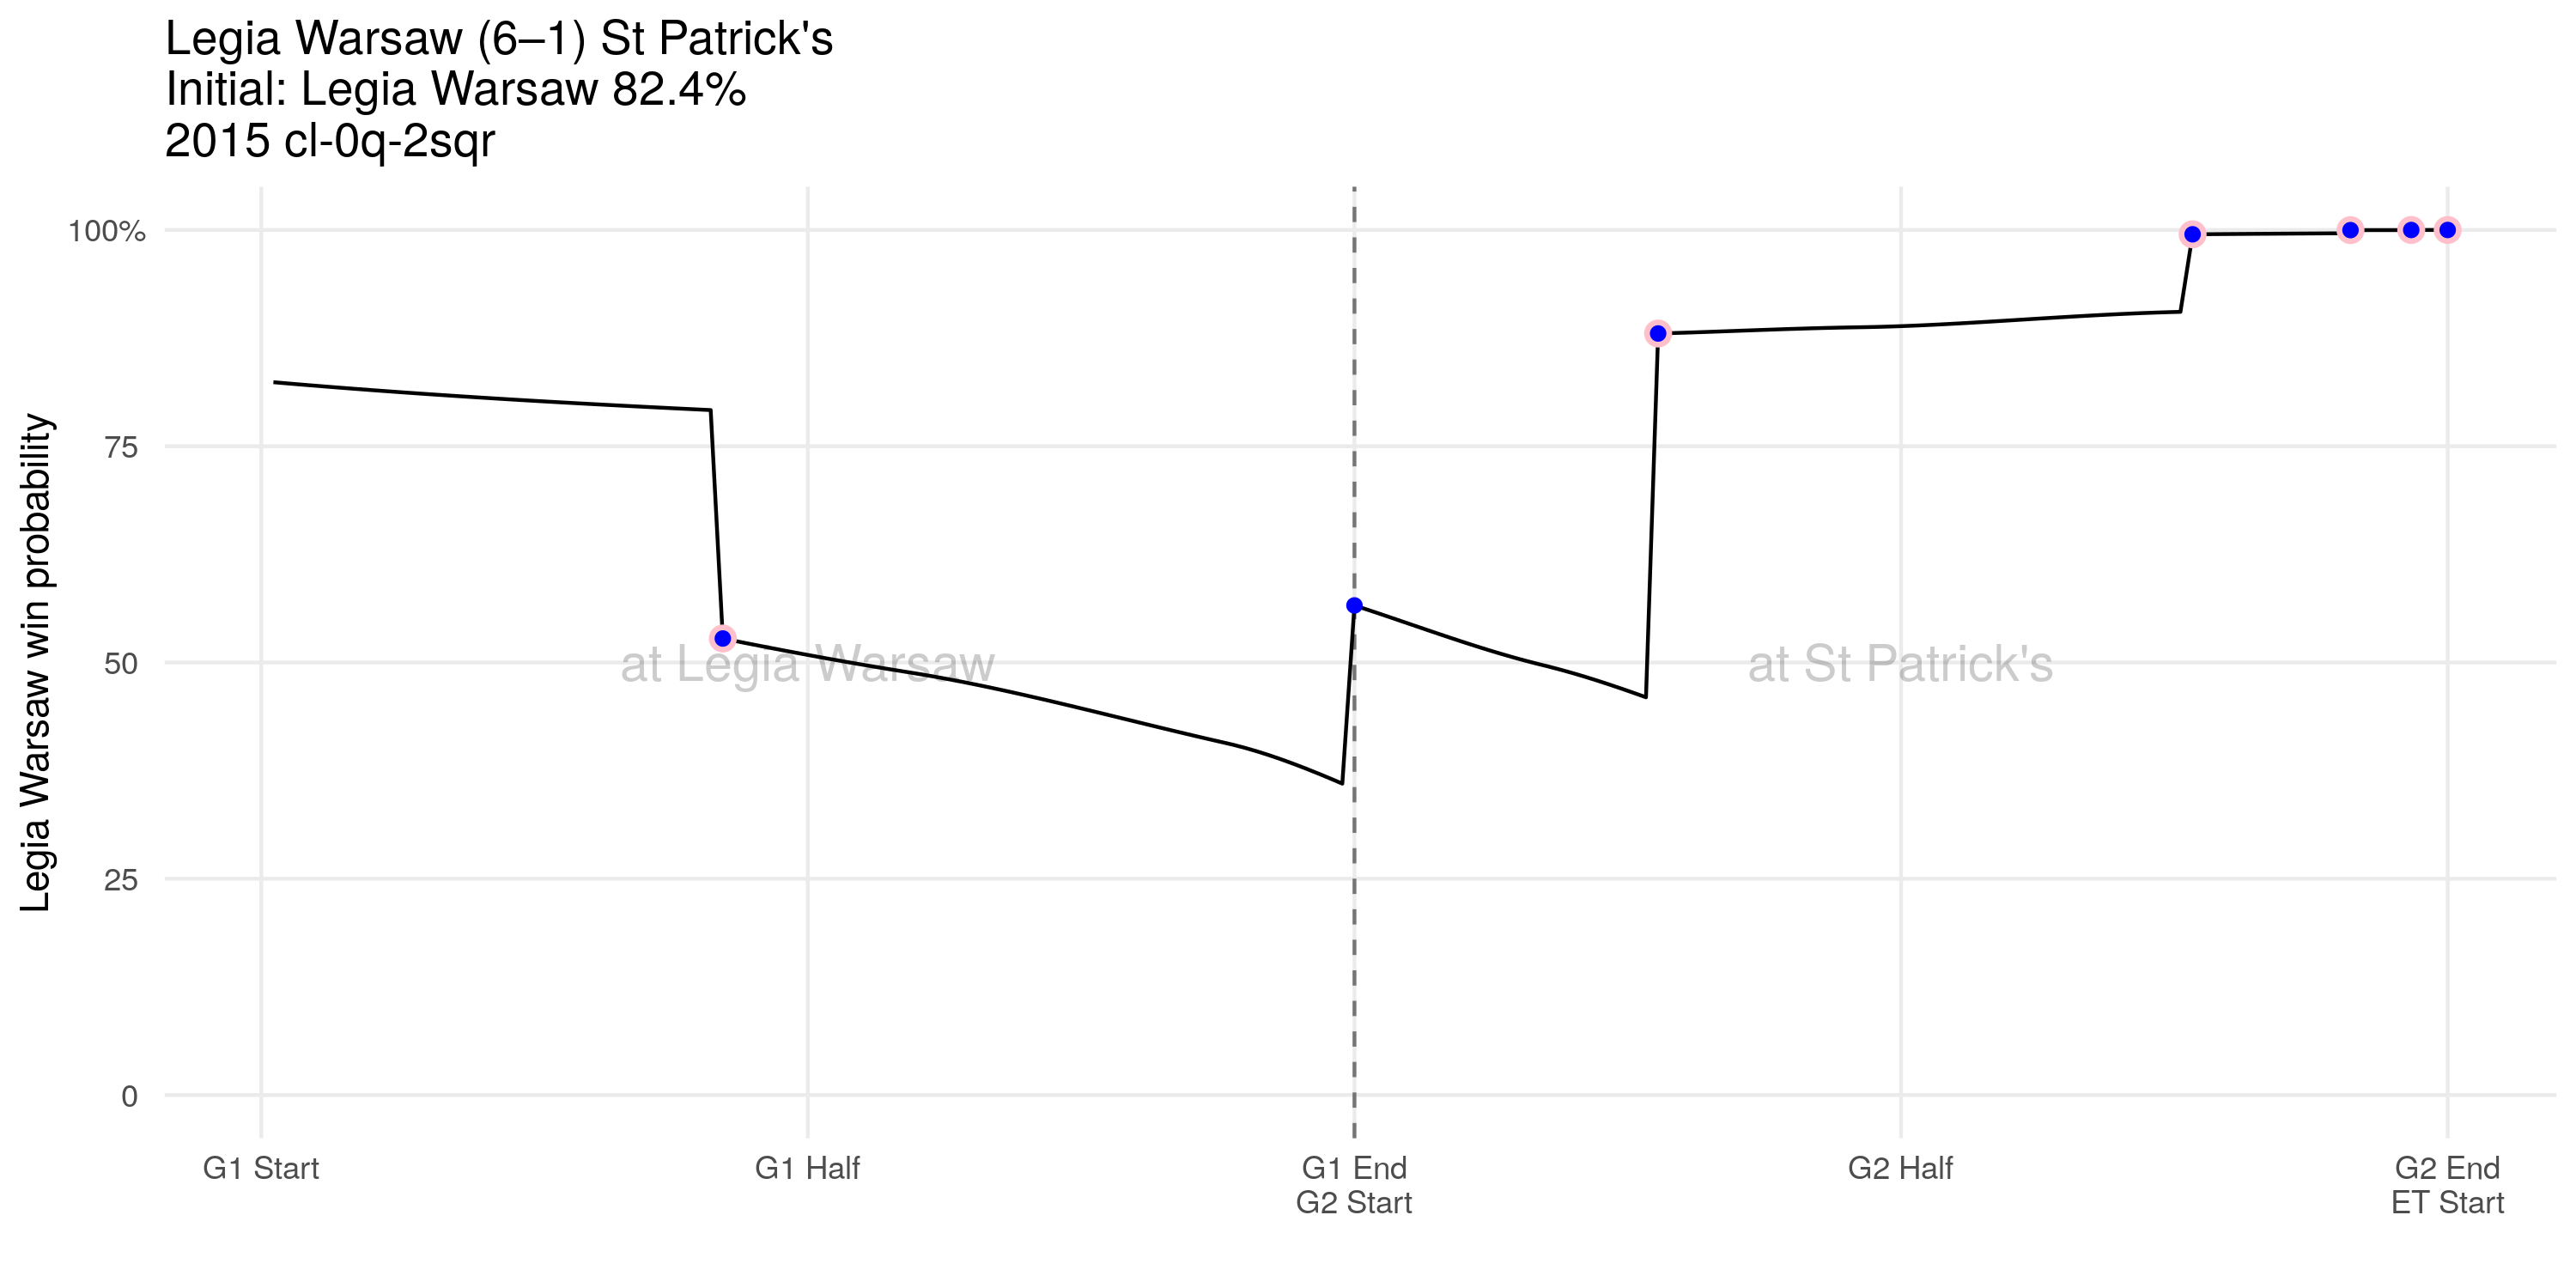 Legia Warsaw (6–1) St Patrick's
Initial: Legia Warsaw 82.4%
2015 cl-0q-2sqr
Legia Warsaw win probability
100%
75
50
25
0
at Legia Warsaw
at St Patrick's
G1 Start
G1 Half
G1 End
G2 Start
G2 Half
G2 End
ET Start